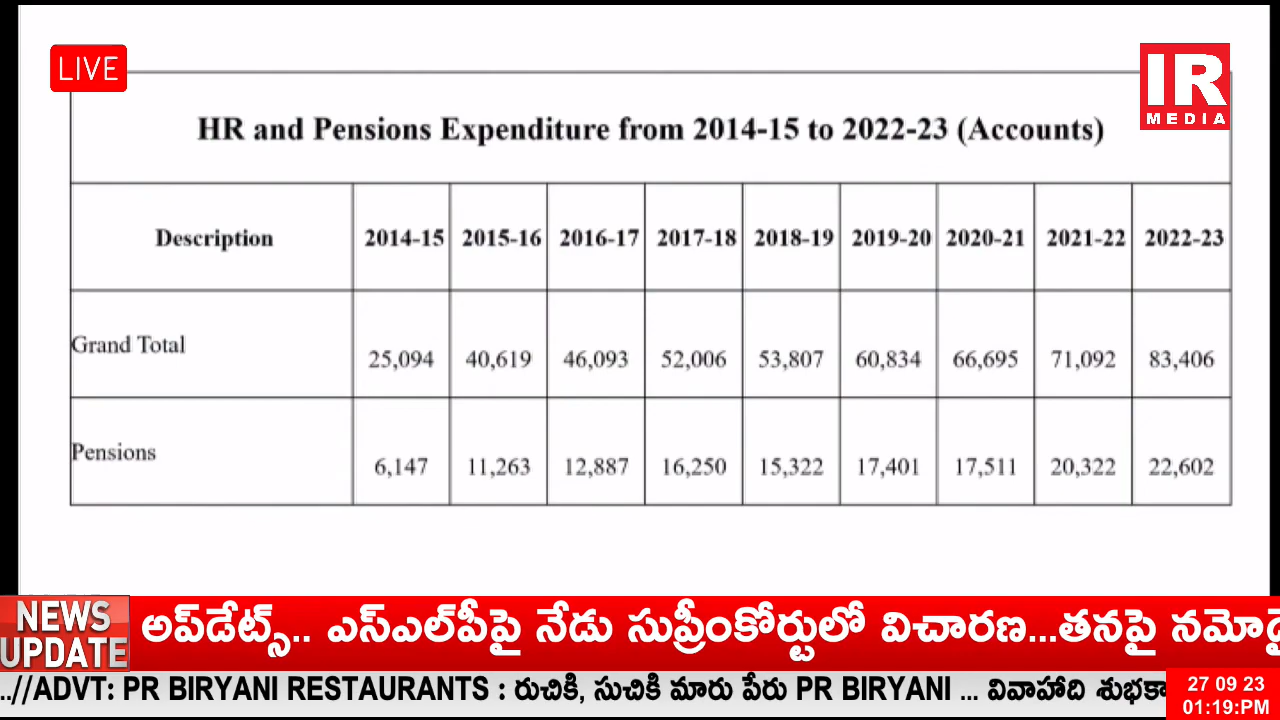 LIVE
IR
MEDIA
HR and Pensions Expenditure from 2014-15 to 2022-23 (Accounts)
Description 2014-15 2015-16 2016-17 2017-18 2018-19 2019-20 2020-21 2021-22 2022-23
Grand Total 25,094 40,619 46,093 52,006 53,807 60,834 66,695 71,092 83,406
Pensions 6,147 11,263 12,887 16,250 15,322 17,401 17,511 20,322 22,602
NEWS
UPDATE
అప్‌డేట్స్.. ఎస్ఎల్‌పీపై నేడు సుప్రీంకోర్టులో విచారణ...తనపై
..//ADVT: PR BIRYANI RESTAURANTS : రుచికి, సుచికి మారు పేరు PR BIRYANI ... వివాహాది
27 09 23
01:19:PM